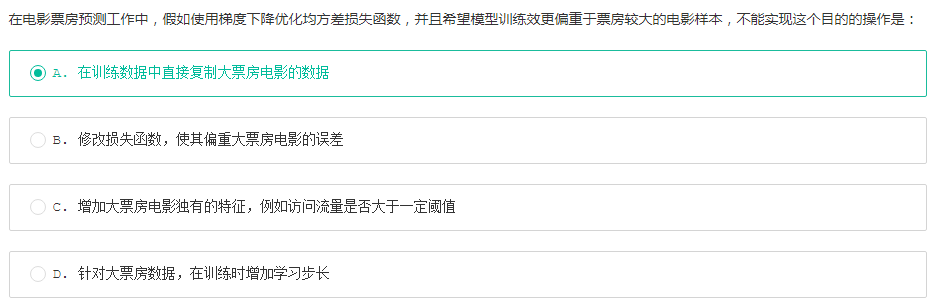 在电影票房预测工作中，假如使用梯度下降优化均方差损失函数，并且希望模型训练效更偏重于票房较大的电影样本，不能实现这个目的的操作是：
A. 在训练数据中直接复制大票房电影的数据
B. 修改损失函数，使其偏重大票房电影的误差
C. 增加大票房电影独有的特征，例如访问流量是否大于一定阈值
D. 针对大票房数据，在训练时增加学习步长